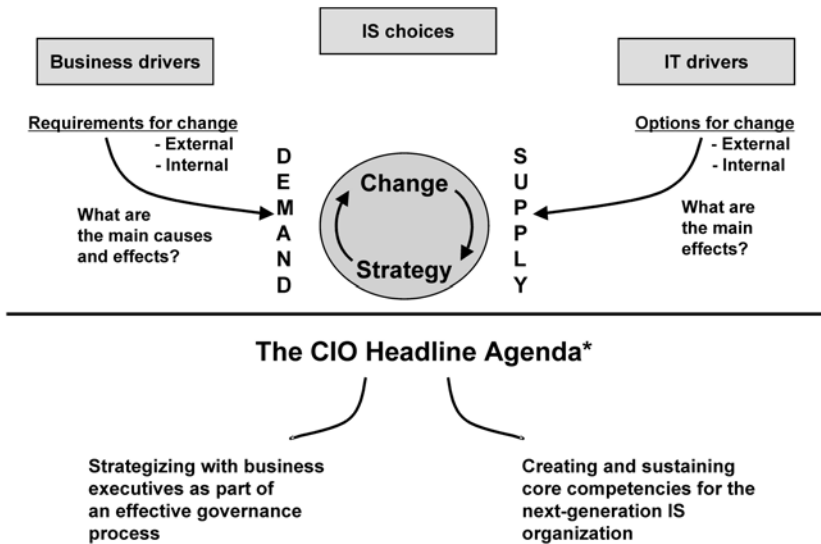 IS choices
Business drivers
IT drivers
Requirements for change
- External
- Internal
What are
the main causes
and effects?
DEMAND
Change
Strategy
SUPPLY
Options for change
- External
- Internal
What are
the main
effects?
The CIO Headline Agenda*
Strategizing with business
executives as part of
an effective governance
process
Creating and sustaining
core competencies for the
next-generation IS
organization